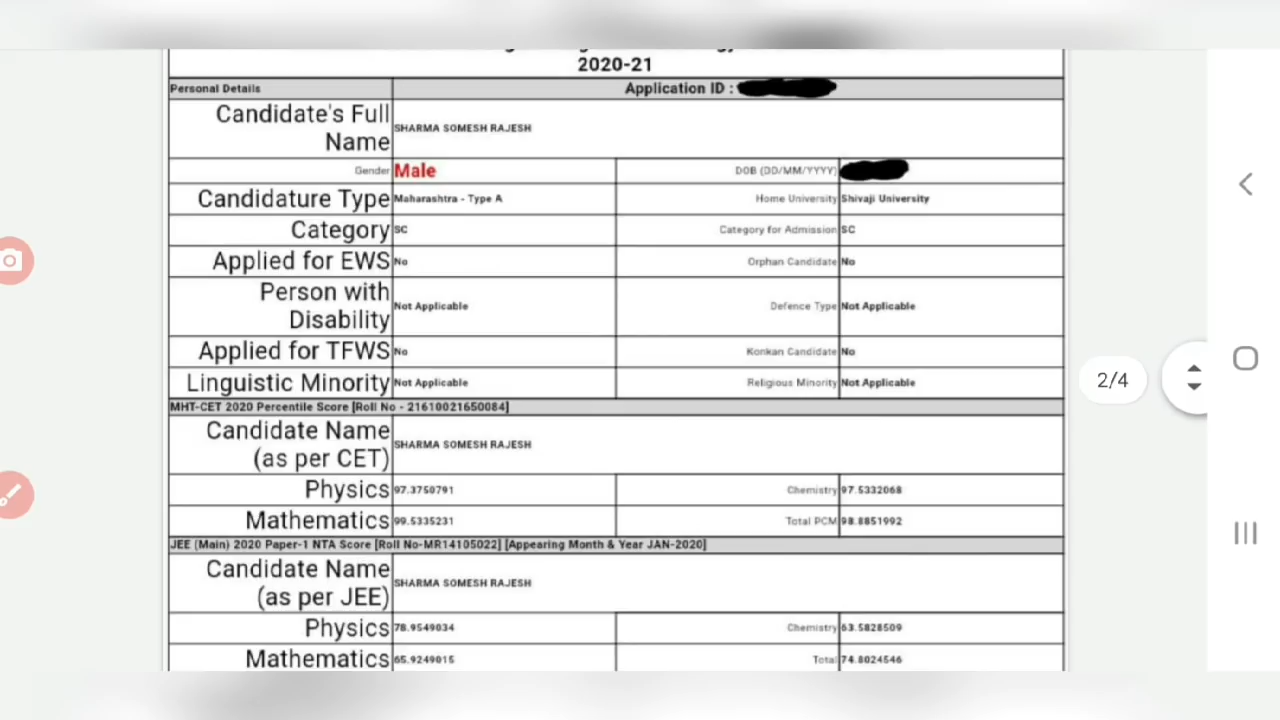 2020-21
Personal Details
Application ID :
Candidate's Full Name
SHARMA SOMESH RAJESH
Gender Male
DOB (DD/MM/YYYY)
Candidature Type Maharashtra - Type A
Home University Shivaji University
Category SC
Category for Admission SC
Applied for EWS No
Orphan Candidate No
Person with Disability Not Applicable
Defence Type Not Applicable
Applied for TFWS No
Konkan Candidate No
Linguistic Minority Not Applicable
Religious Minority Not Applicable
MHT-CET 2020 Percentile Score [Roll No - 21610021650084]
Candidate Name (as per CET)
SHARMA SOMESH RAJESH
Physics 97.3750791
Chemistry 97.5332068
Mathematics 99.5335231
Total PCM 98.8851992
JEE (Main) 2020 Paper-1 NTA Score [Roll No-MR14105022] [Appearing Month & Year JAN-2020]
Candidate Name (as per JEE)
SHARMA SOMESH RAJESH
Physics 78.9549034
Chemistry 63.5828509
Mathematics 65.9249015
Total 74.8024546
2/4